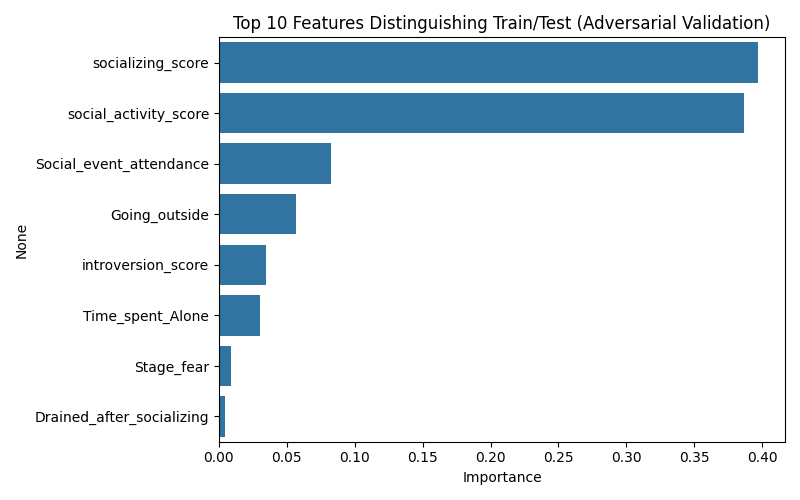 Top 10 Features Distinguishing Train/Test (Adversarial Validation)
socializing_score
social_activity_score
Social_event_attendance
Going_outside
introversion_score
Time_spent_Alone
Stage_fear
Drained_after_socializing
None
0.00 0.05 0.10 0.15 0.20 0.25 0.30 0.35 0.40
Importance